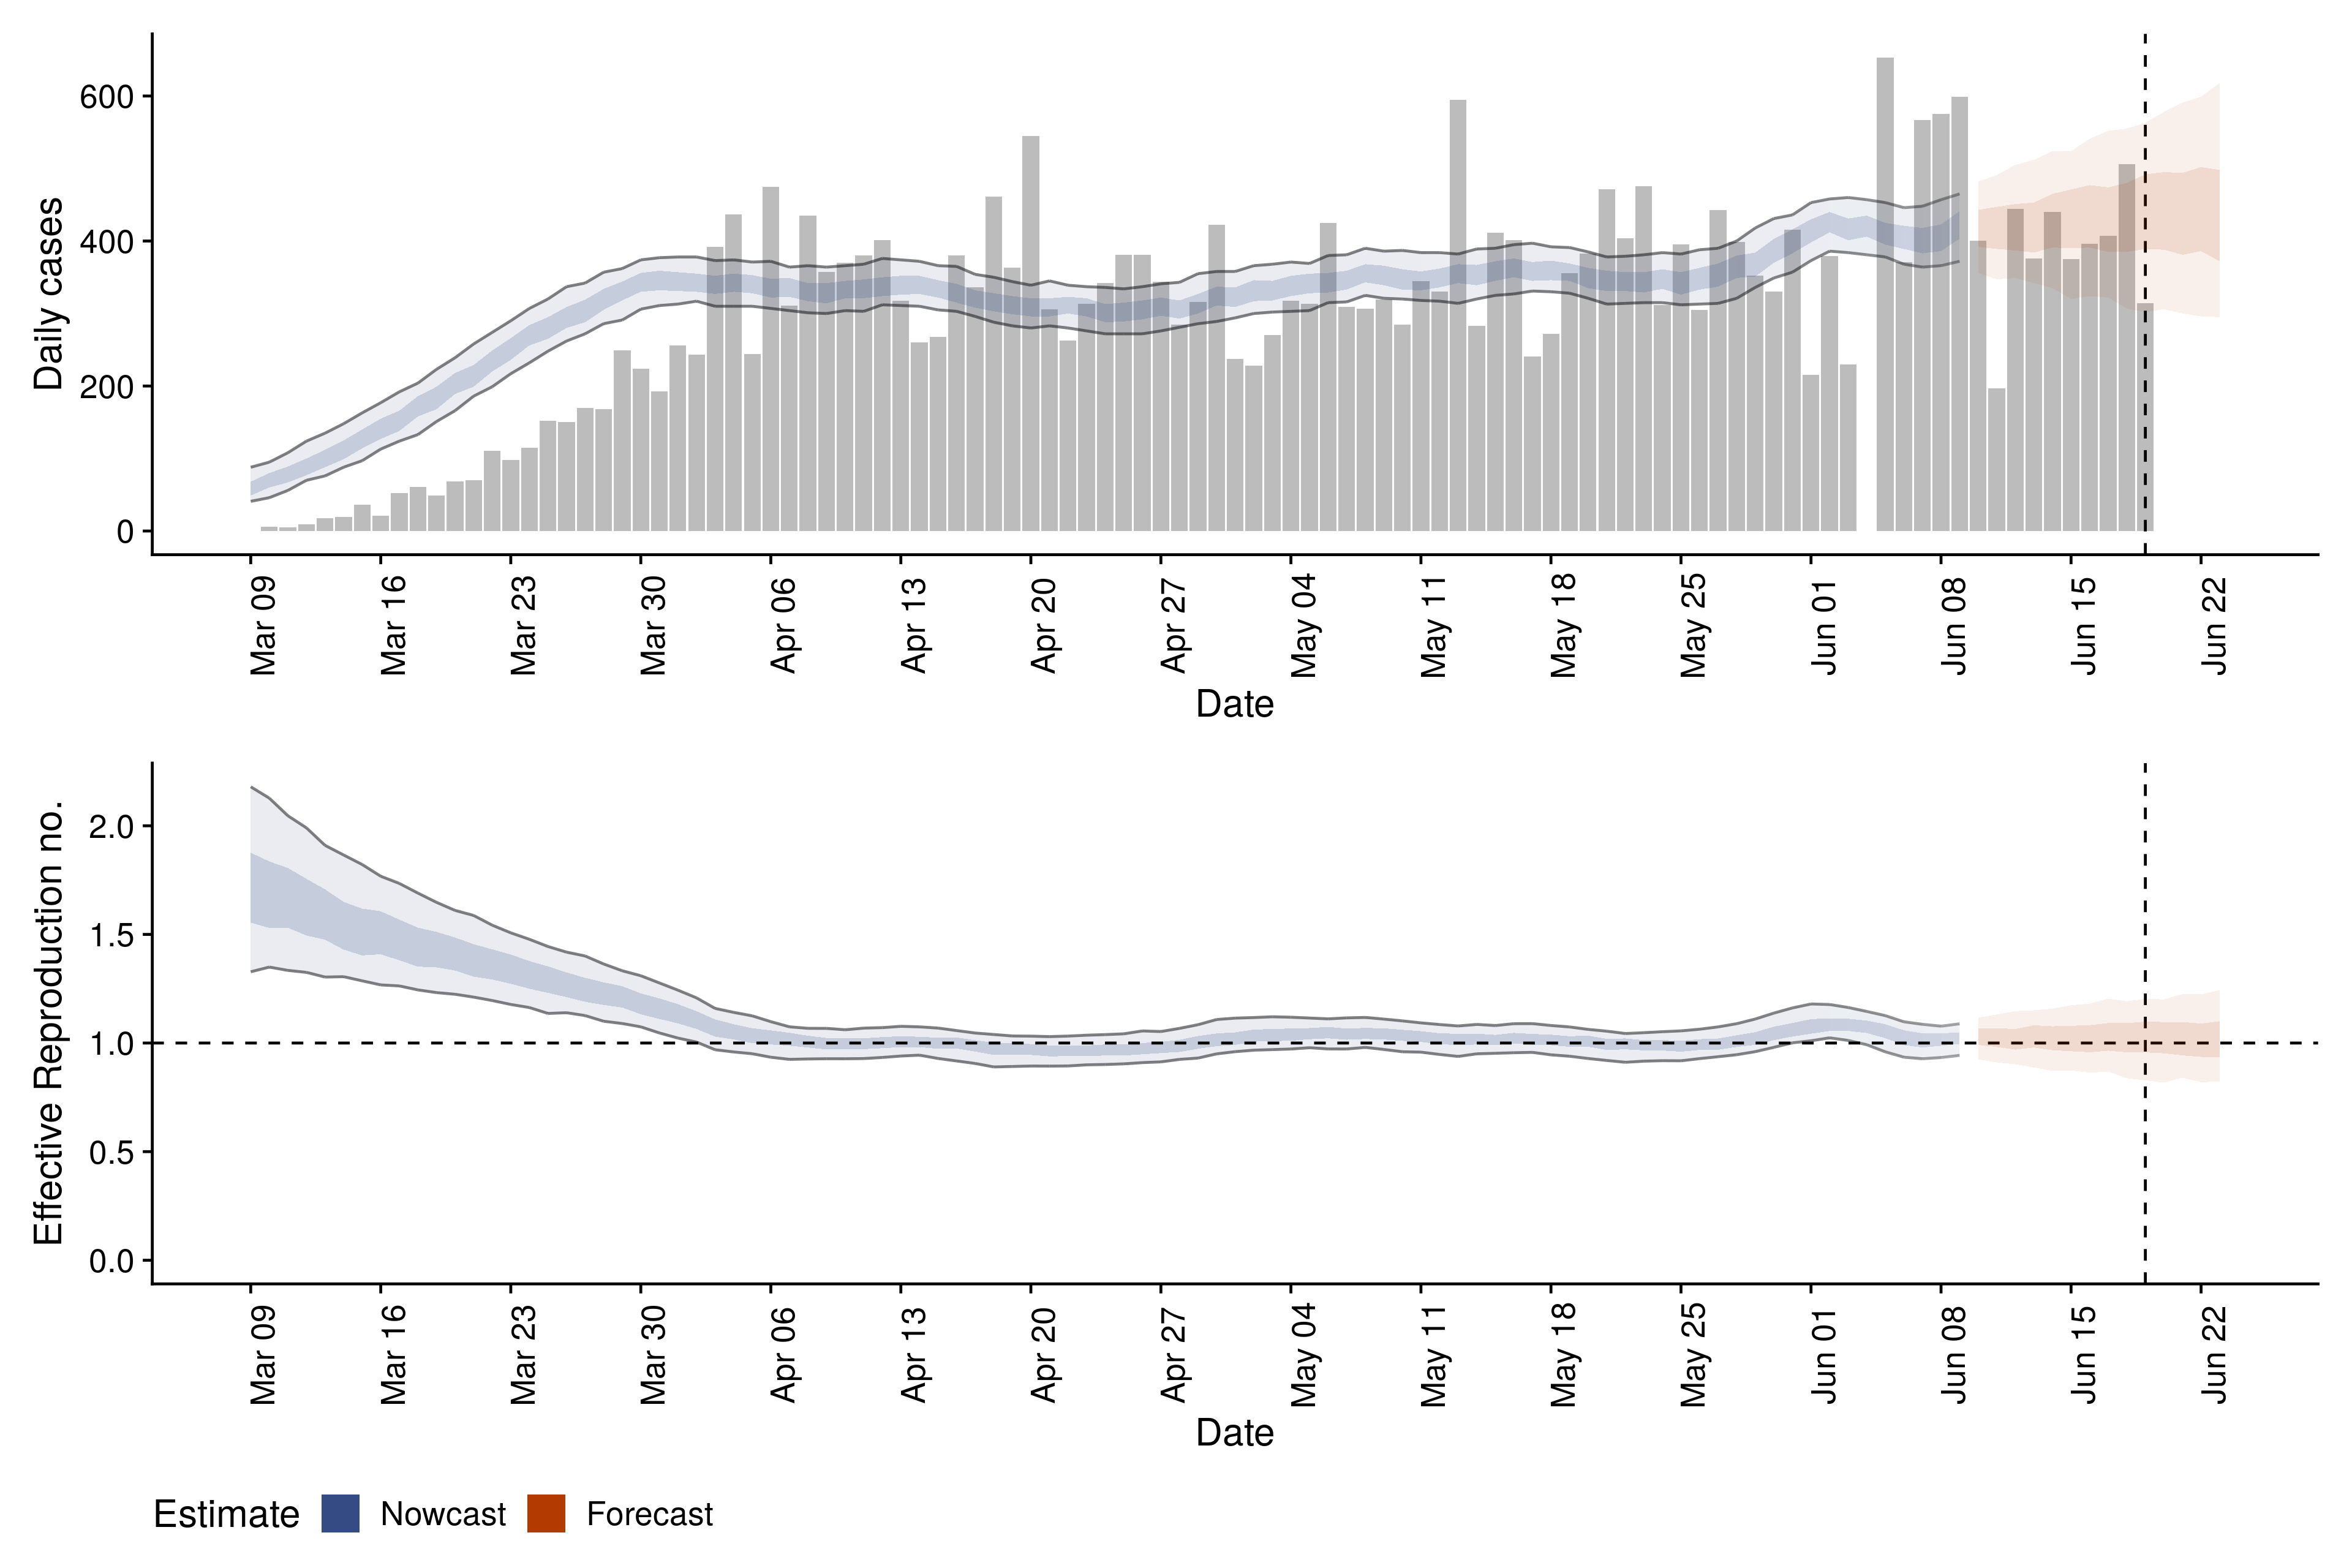 Daily cases
600
400
200
0
Mar 09
Mar 16
Mar 23
Mar 30
Apr 06
Apr 13
Apr 20
Apr 27
May 04
May 11
May 18
May 25
Jun 01
Jun 08
Jun 15
Jun 22
Date
Effective Reproduction no.
2.0
1.5
1.0
0.5
0.0
Mar 09
Mar 16
Mar 23
Mar 30
Apr 06
Apr 13
Apr 20
Apr 27
May 04
May 11
May 18
May 25
Jun 01
Jun 08
Jun 15
Jun 22
Date
Estimate Nowcast Forecast